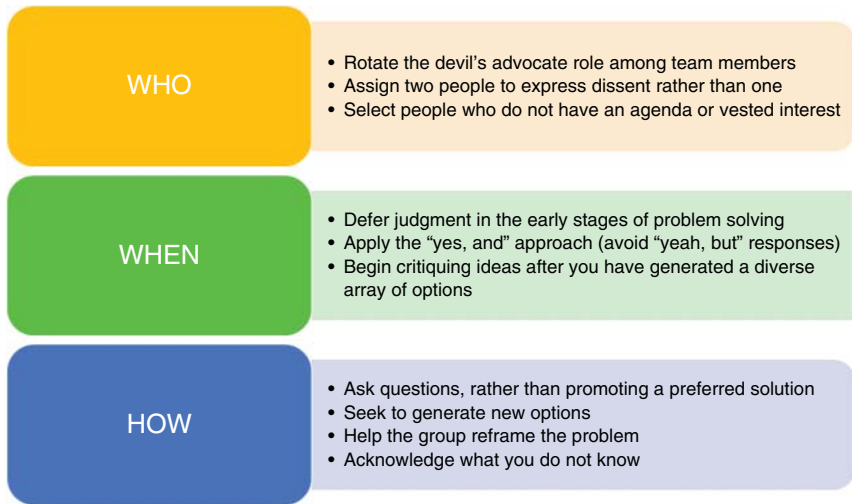 WHO
• Rotate the devil’s advocate role among team members
• Assign two people to express dissent rather than one
• Select people who do not have an agenda or vested interest
WHEN
• Defer judgment in the early stages of problem solving
• Apply the “yes, and” approach (avoid “yeah, but” responses)
• Begin critiquing ideas after you have generated a diverse
array of options
HOW
• Ask questions, rather than promoting a preferred solution
• Seek to generate new options
• Help the group reframe the problem
• Acknowledge what you do not know